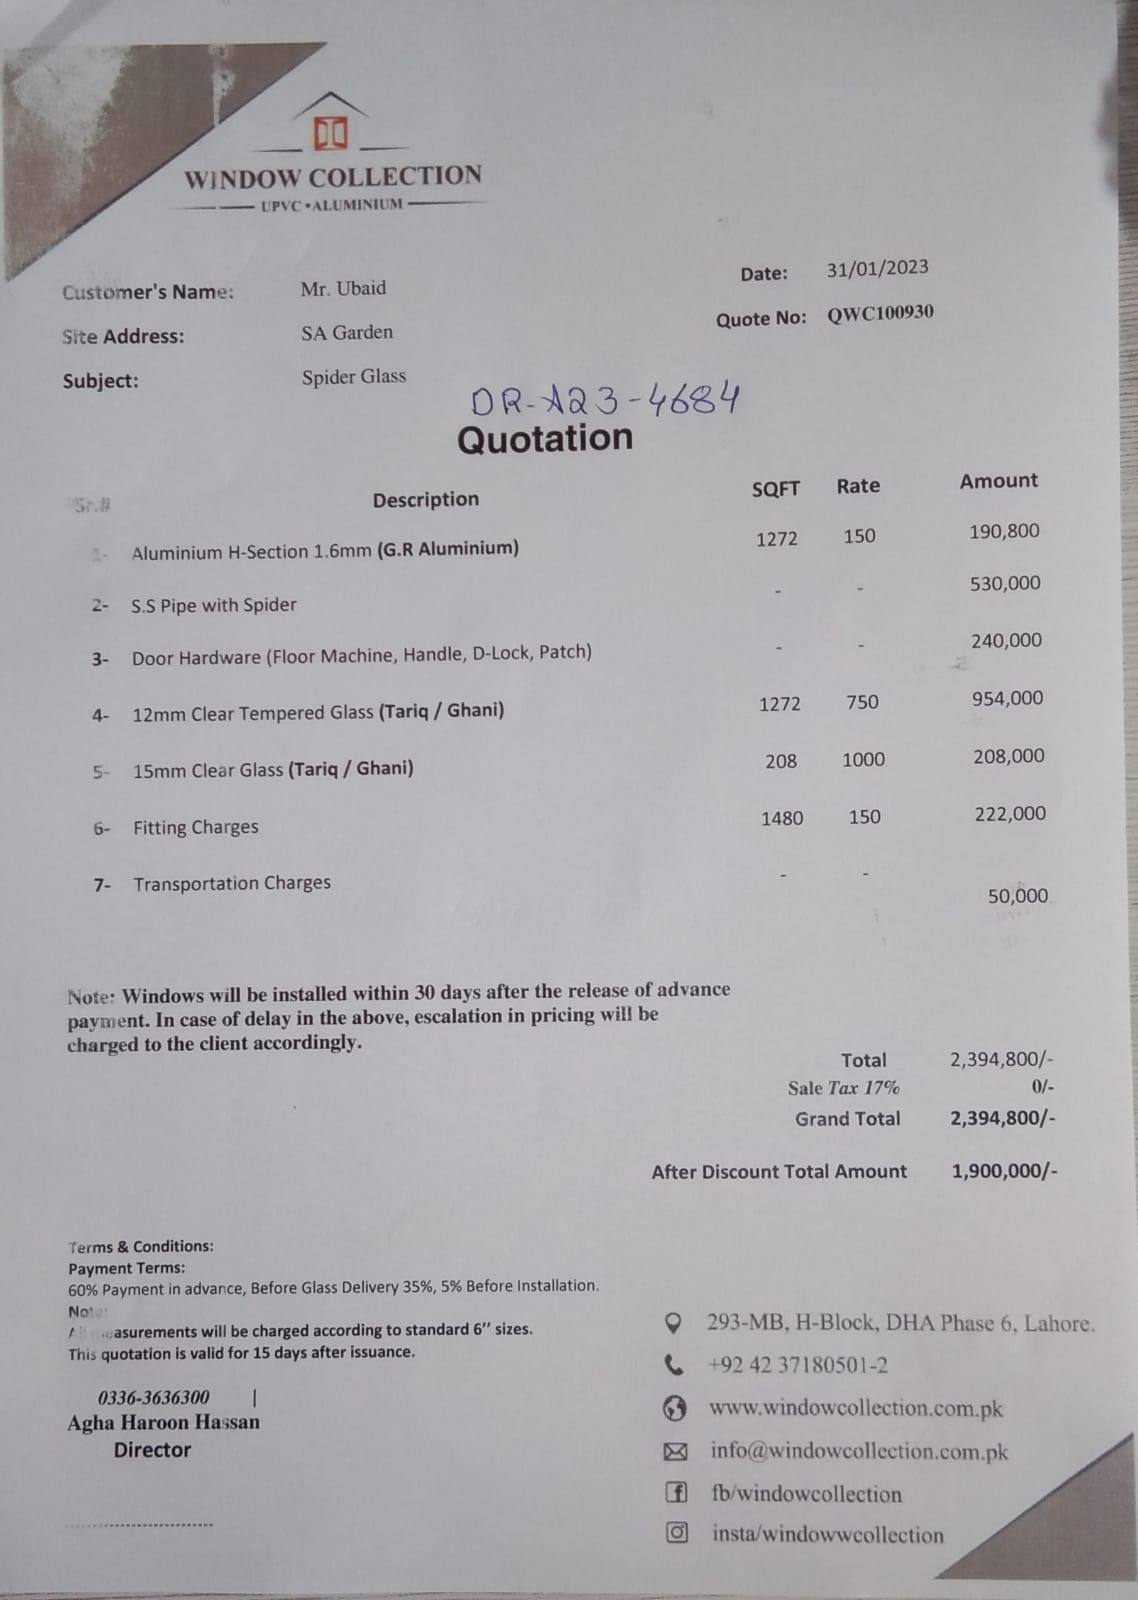 WINDOW COLLECTION
UPVC•ALUMINIUM
Customer's Name: Mr. Ubaid
Date: 31/01/2023
Site Address: SA Garden
Quote No: QWC100930
Subject: Spider Glass
DR-A23-4684
Quotation
Sr.# Description SQFT Rate Amount
1- Aluminium H-Section 1.6mm (G.R Aluminium) 1272 150 190,800
2- S.S Pipe with Spider - - 530,000
3- Door Hardware (Floor Machine, Handle, D-Lock, Patch) - - 240,000
4- 12mm Clear Tempered Glass (Tariq / Ghani) 1272 750 954,000
5- 15mm Clear Glass (Tariq / Ghani) 208 1000 208,000
6- Fitting Charges 1480 150 222,000
7- Transportation Charges - - 50,000
Note: Windows will be installed within 30 days after the release of advance
payment. In case of delay in the above, escalation in pricing will be
charged to the client accordingly.
Total 2,394,800/-
Sale Tax 17% 0/-
Grand Total 2,394,800/-
After Discount Total Amount 1,900,000/-
Terms & Conditions:
Payment Terms:
60% Payment in advance, Before Glass Delivery 35%, 5% Before Installation.
Note:
All measurements will be charged according to standard 6” sizes.
This quotation is valid for 15 days after issuance.
0336-3636300 |
Agha Haroon Hassan
Director
293-MB, H-Block, DHA Phase 6, Lahore.
+92 42 37180501-2
www.windowcollection.com.pk
info@windowcollection.com.pk
fb/windowcollection
insta/windowwcollection